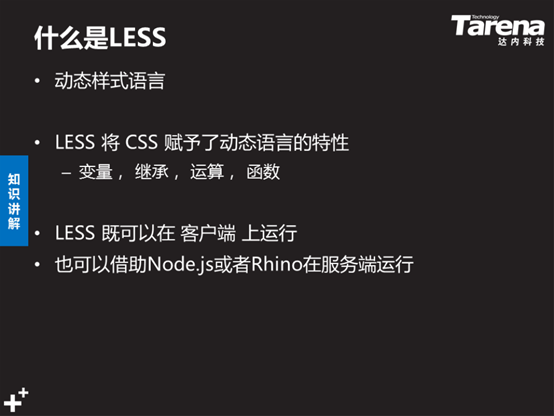 什么是LESS
Technology
Tarena
达内科技
• 动态样式语言
• LESS 将 CSS 赋予了动态语言的特性
– 变量 ，继承 ，运算 ，函数
知识讲解
• LESS 既可以在 客户端 上运行
• 也可以借助Node.js或者Rhino在服务端运行